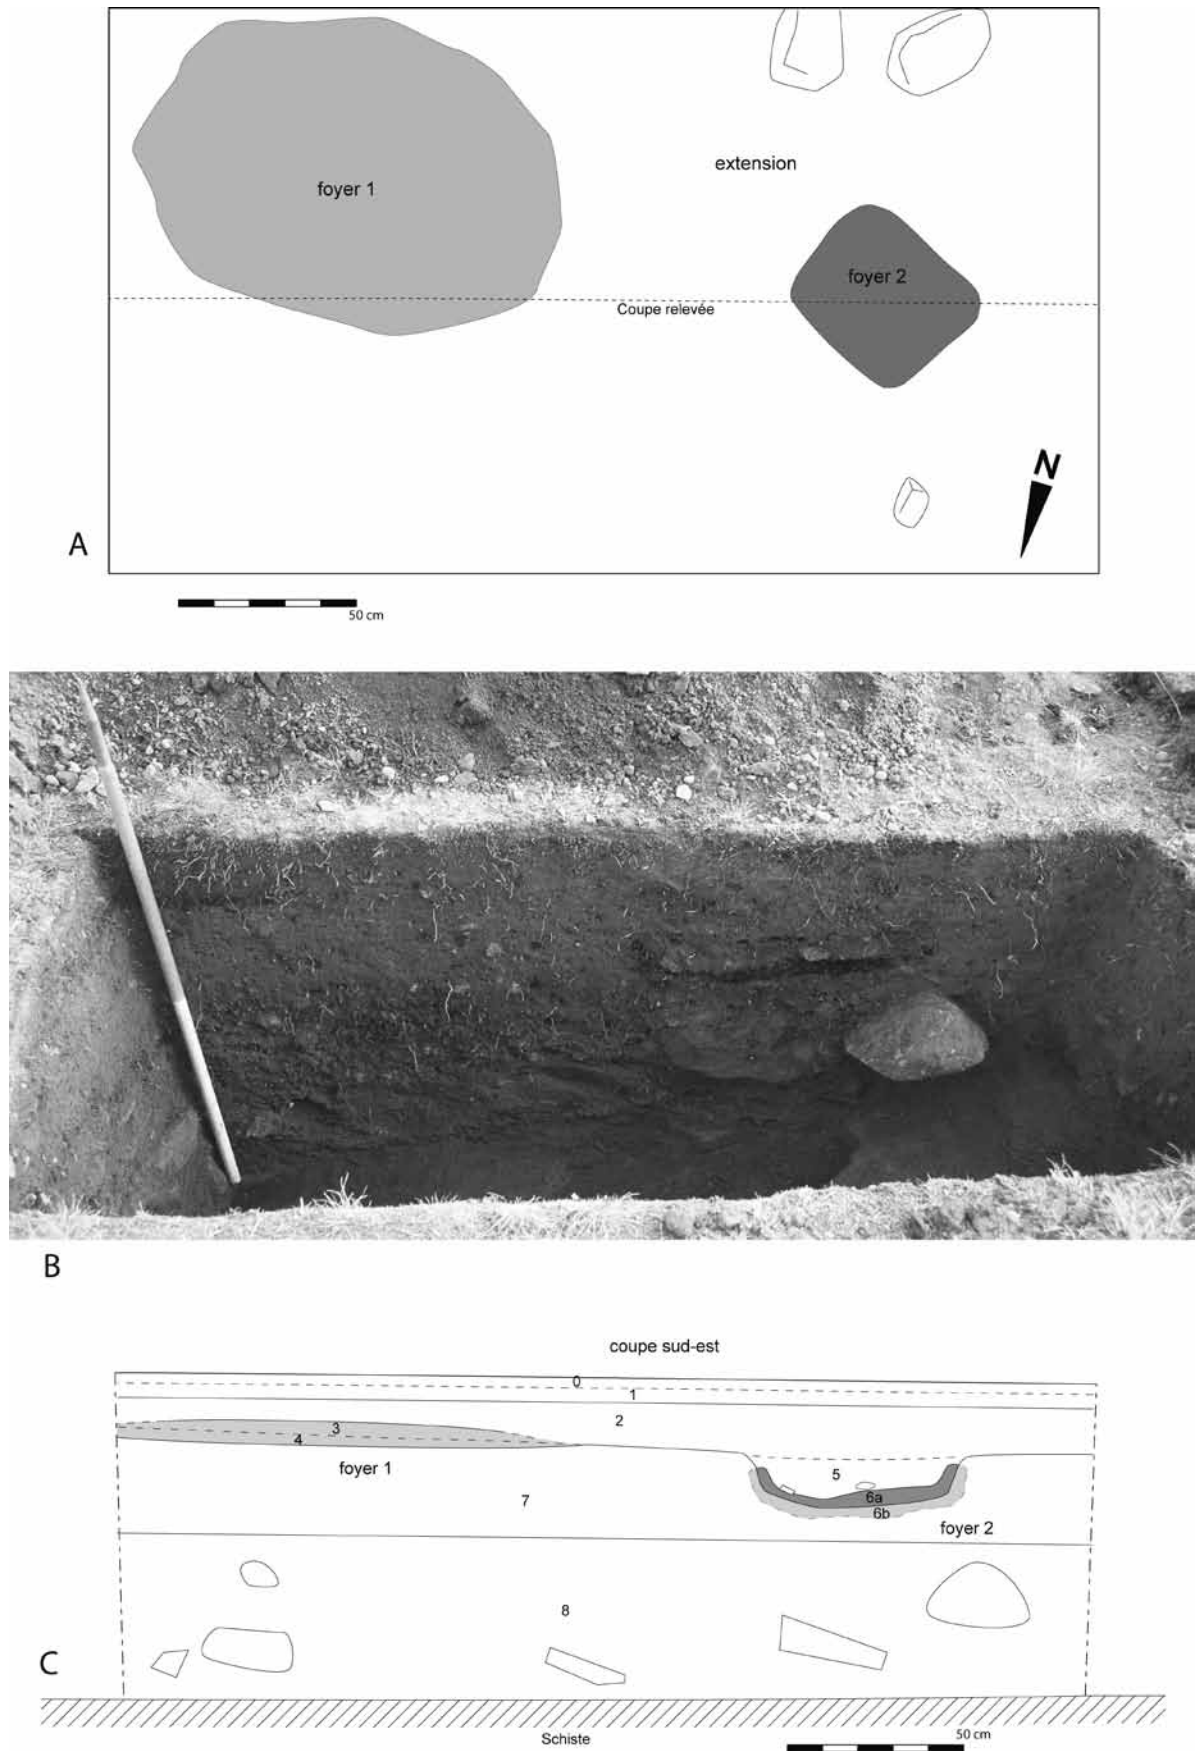 foyer 1
extension
foyer 2
Coupe relevée
N
A
50 cm
B
coupe sud-est
0
1
2
3
4
foyer 1
5
6a
6b
7
foyer 2
8
C
Schiste
50 cm